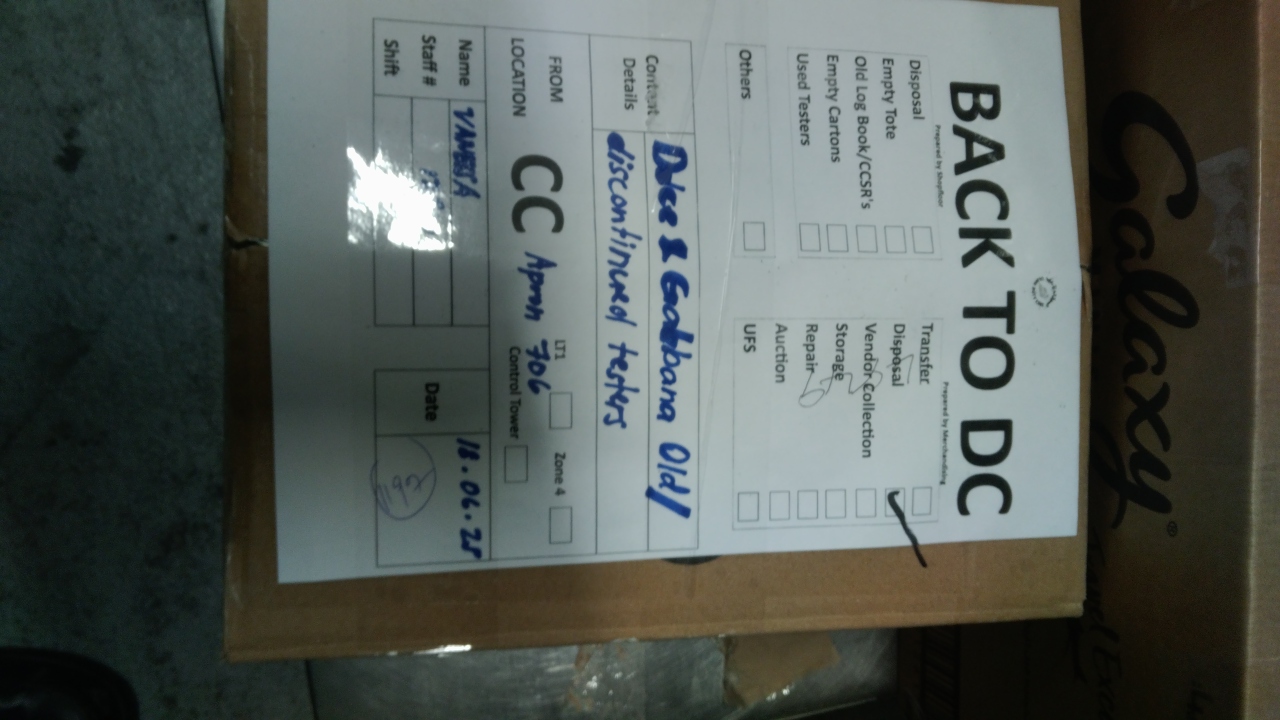 BACK TO DC
Prepared by Shopfloor
Prepared by Merchandising
Disposal
Transfer
Empty Tote
Disposal
Old Log Book/CCSR's
Vendor Collection
Empty Cartons
Storage
Used Testers
Repair
Auction
Others
UFS
Content Details
Dolce & Gadabana Old/
discontinued testers
FROM LOCATION
CC
Apron 706
LT1
Zone 4
Control Tower
Name
Staff #
Shift
Date
18.06.25
Galaxy®